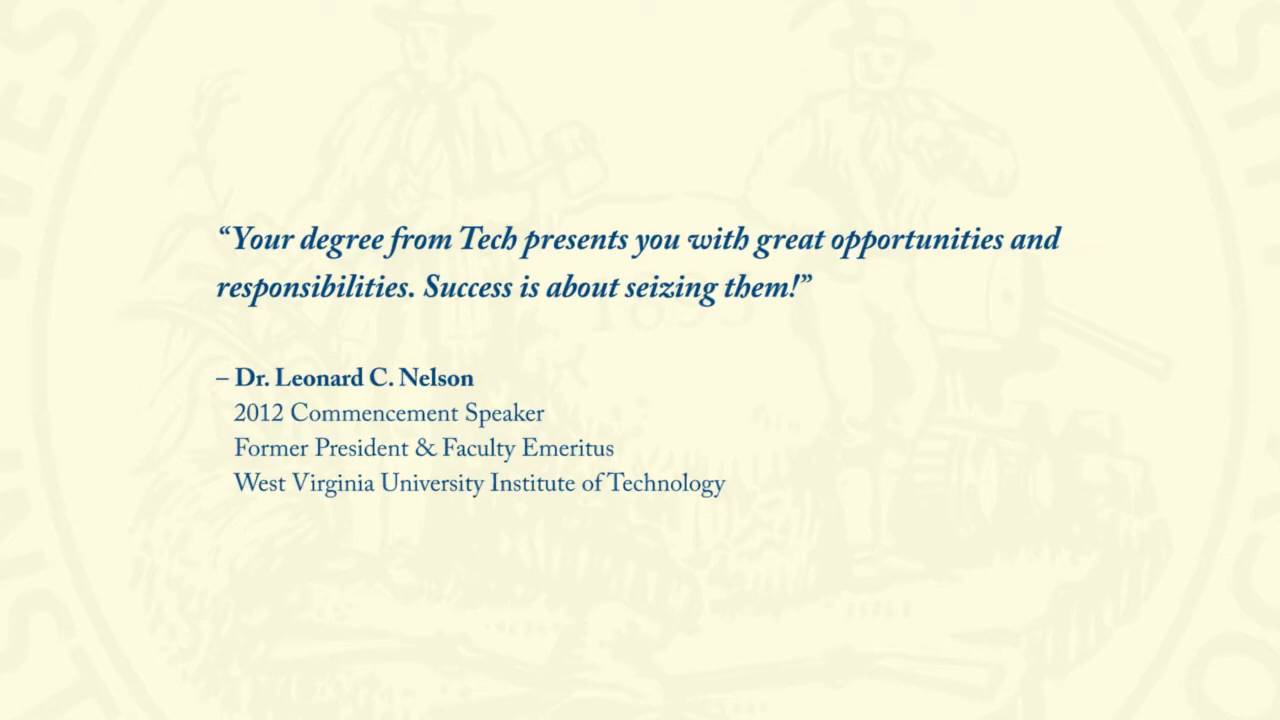 “Your degree from Tech presents you with great opportunities and
responsibilities. Success is about seizing them!”
– Dr. Leonard C. Nelson
2012 Commencement Speaker
Former President & Faculty Emeritus
West Virginia University Institute of Technology